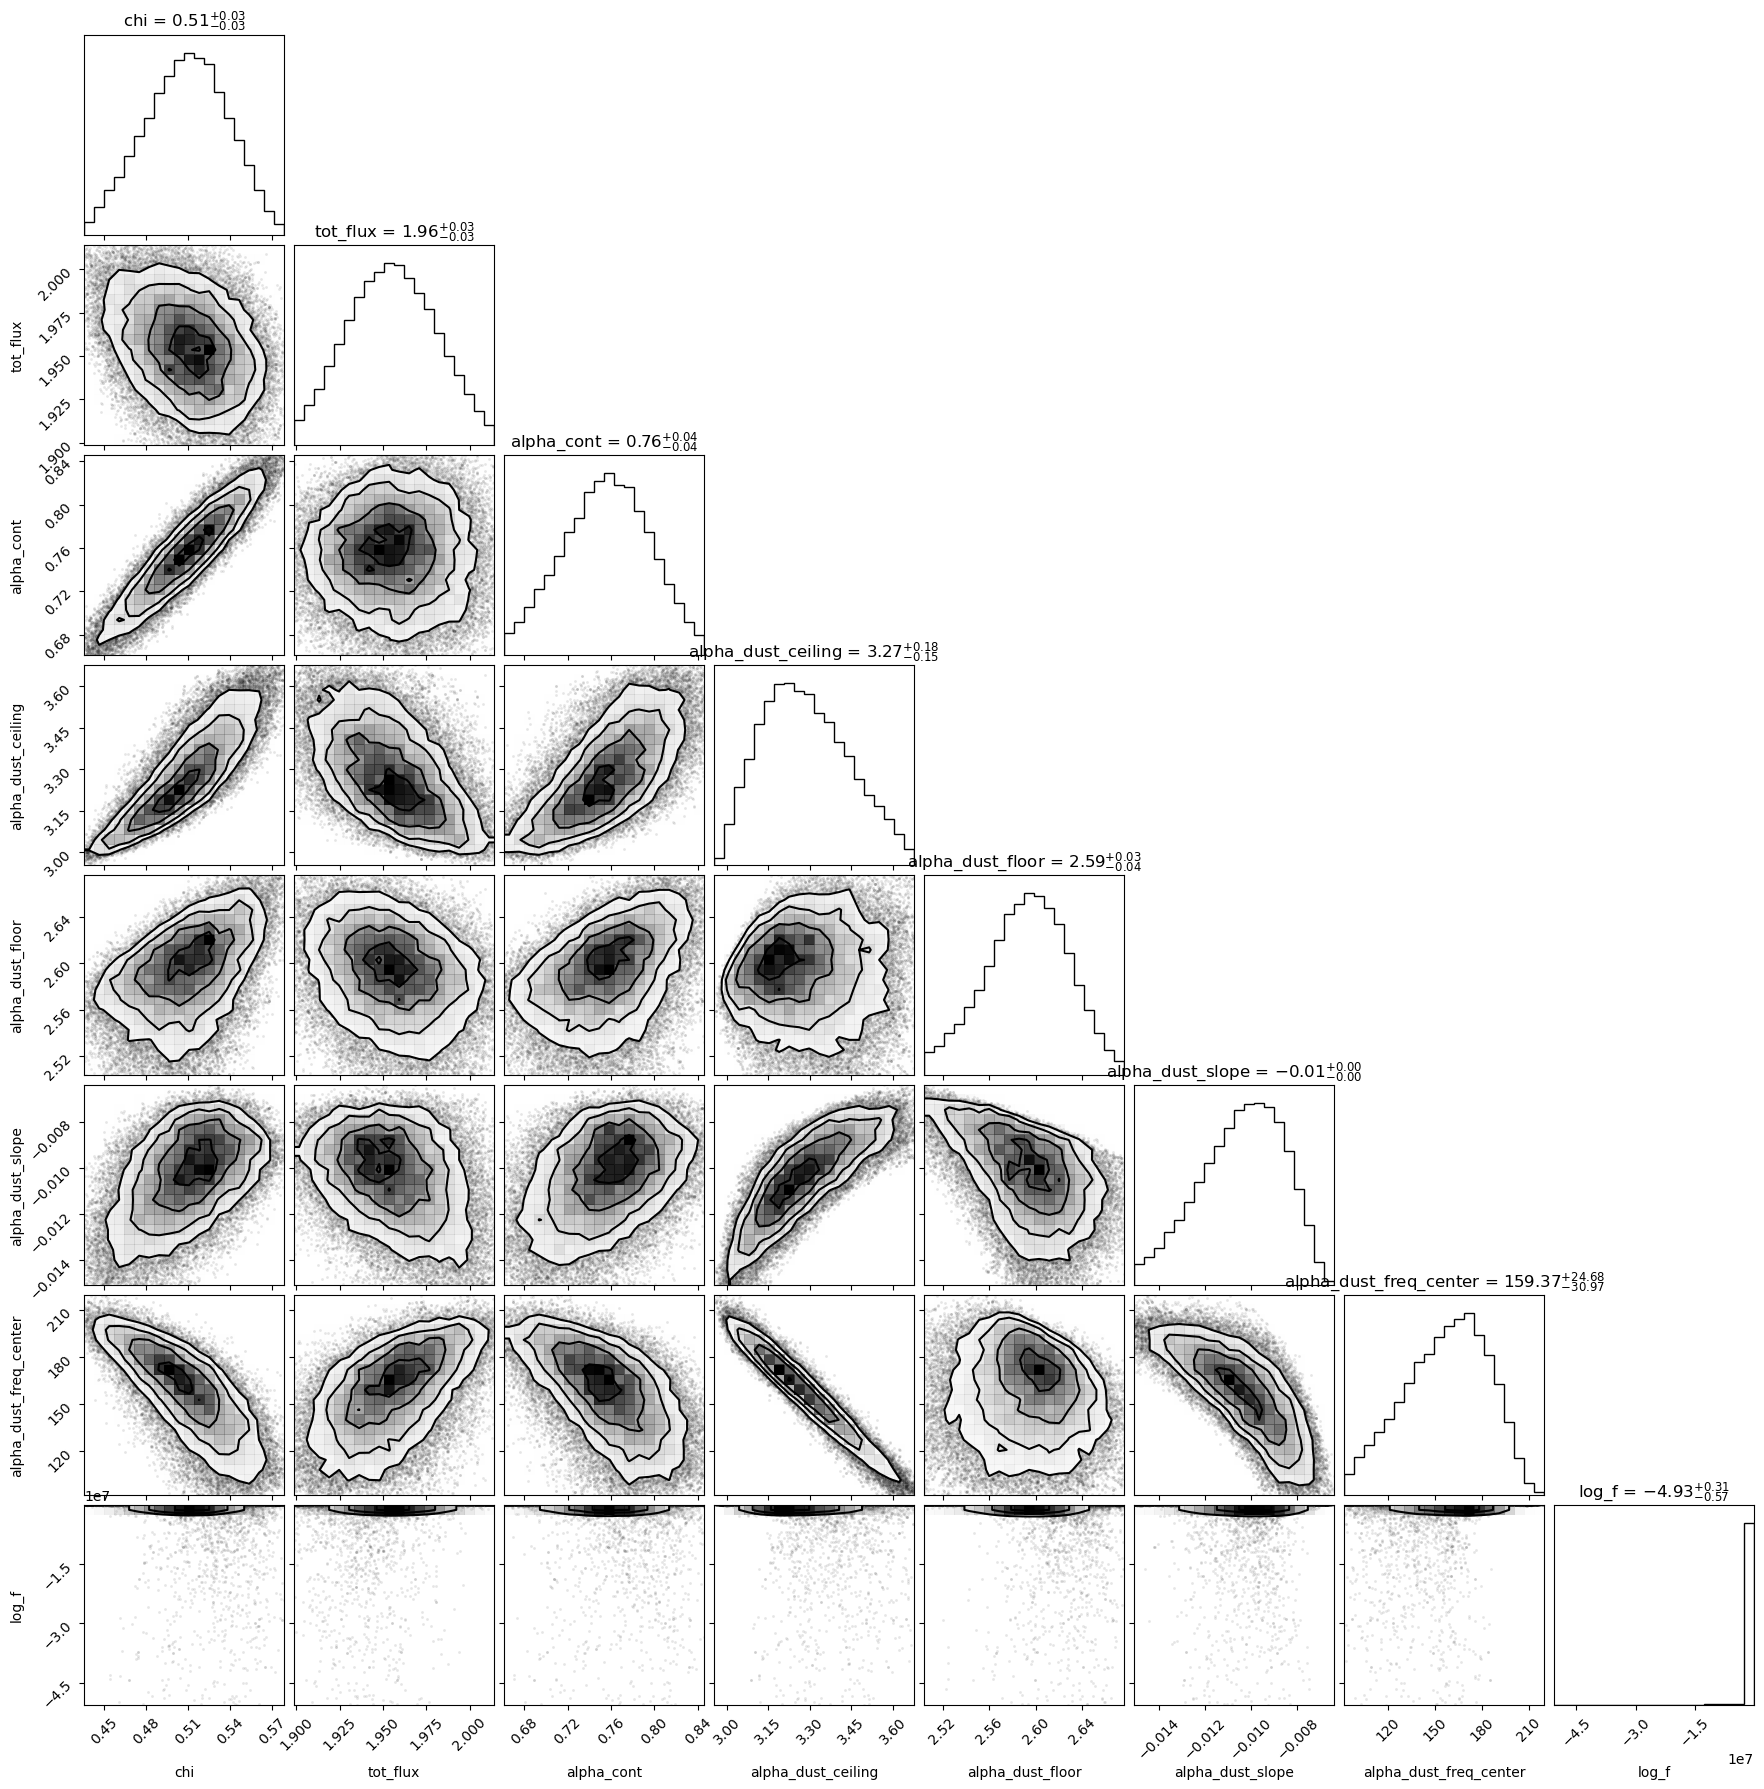 chi = 0.51 +0.03 −0.03
tot_flux = 1.96 +0.03 −0.03
2.000
1.975
1.950
1.925
1.900
tot_flux
alpha_cont = 0.76 +0.04 −0.04
0.84
0.80
0.76
0.72
0.68
alpha_cont
alpha_dust_ceiling = 3.27 +0.18 −0.15
3.60
3.45
3.30
3.15
3.00
alpha_dust_ceiling
alpha_dust_floor = 2.59 +0.03 −0.04
2.64
2.60
2.56
2.52
alpha_dust_floor
alpha_dust_slope = −0.01 +0.00 −0.00
−0.008
−0.010
−0.012
−0.014
alpha_dust_slope
alpha_dust_freq_center = 159.37 +24.68 −30.97
210
180
150
120
alpha_dust_freq_center
1e7
log_f = −4.93 +0.31 −0.57
−1.5
−3.0
−4.5
log_f
0.45 0.48 0.51 0.54 0.57
1.900 1.925 1.950 1.975 2.000
0.68 0.72 0.76 0.80 0.84
3.00 3.15 3.30 3.45 3.60
2.52 2.56 2.60 2.64
−0.014 −0.012 −0.010 −0.008
120 150 180 210
−4.5 −3.0 −1.5
1e7
chi tot_flux alpha_cont alpha_dust_ceiling alpha_dust_floor alpha_dust_slope alpha_dust_freq_center log_f